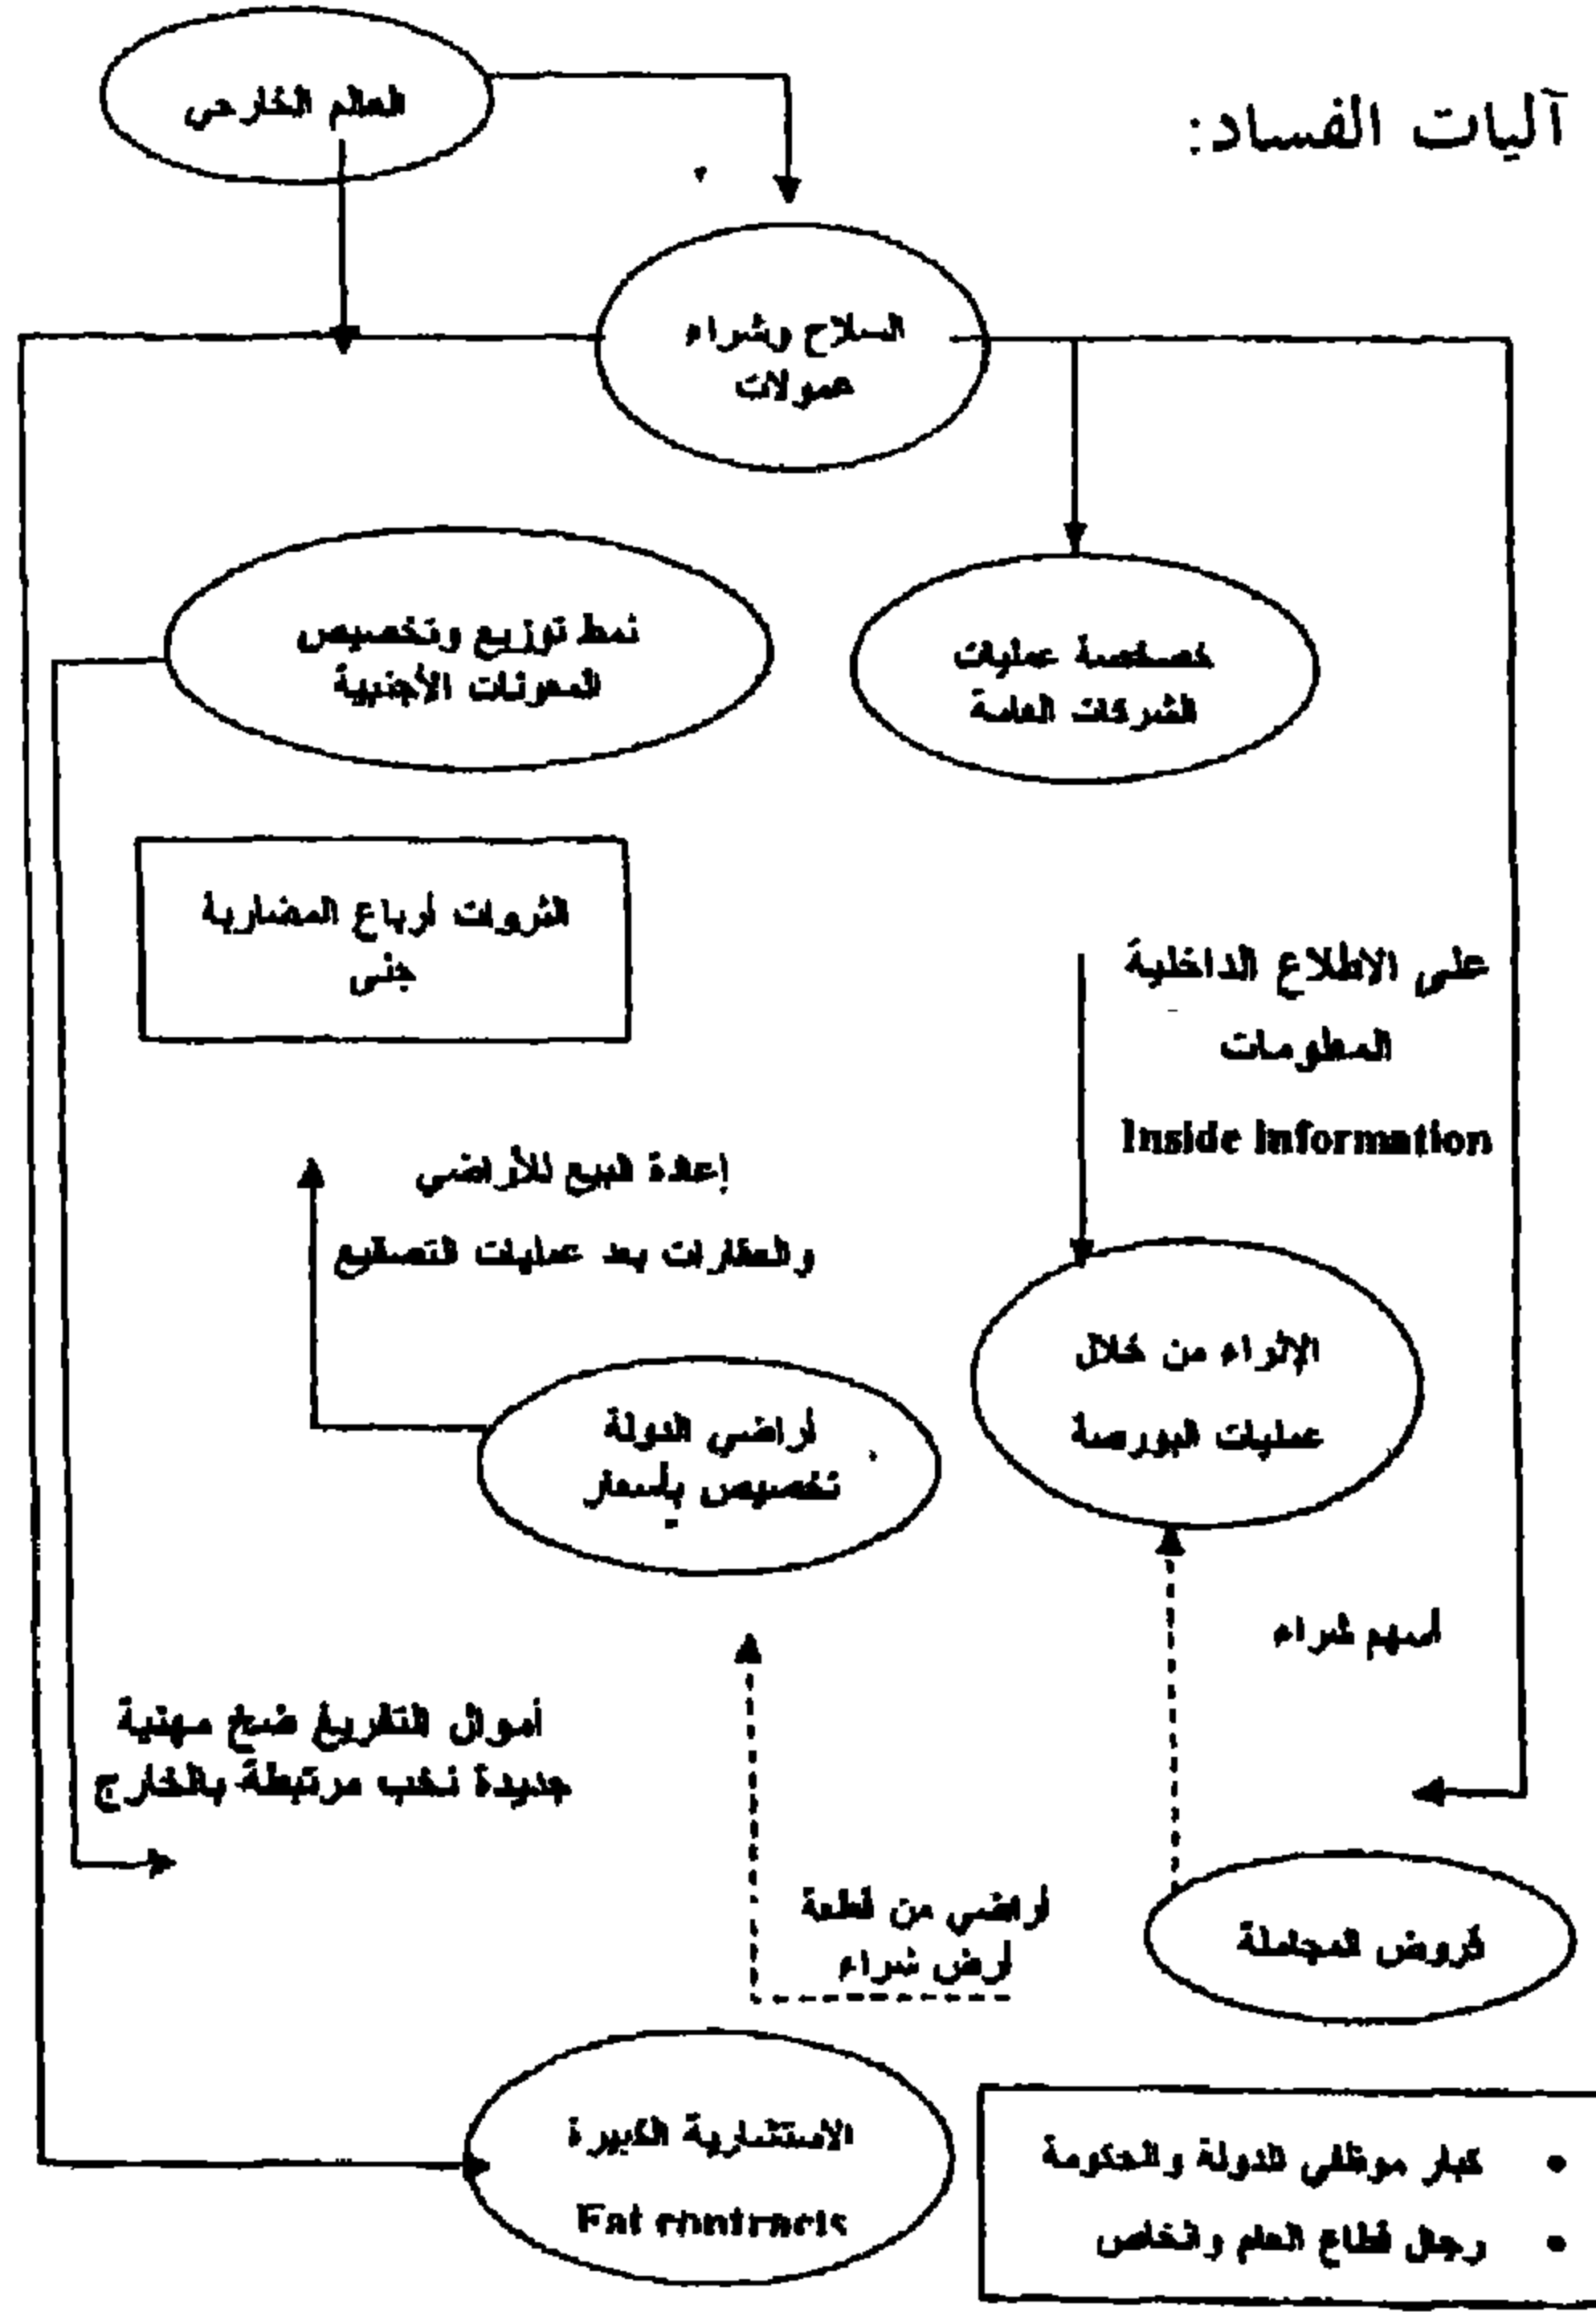 آليات الفساد:
العالم الخارجي
السلاح وشراء
عمولات
نمط توزيع وتخصيص
المعونات الأجنبية
خصخصة عمليات
الشركات العامة
الثروات أرباع المضاربة
جنى
على الاطلاع الداخلية
المعلومات
Inside Information
إعادة البيع للأراضي
والعقارات بعد عمليات التصقيع
الإثراء من خلال
عمليات البورصة
أراضي الدولة
تخصيص بأسعار
أسهم شراء
أموال التفريغ ضخ مهنية
جديدة نخب مرتبطة بالخارج
أراضي من قطعة
أرض شراء
قروض المجاملة
الاستشارية الكبيرة
Fat contracts
• كبار موظفي الدولة والحكومة
• رجال قطاع العام والخاص